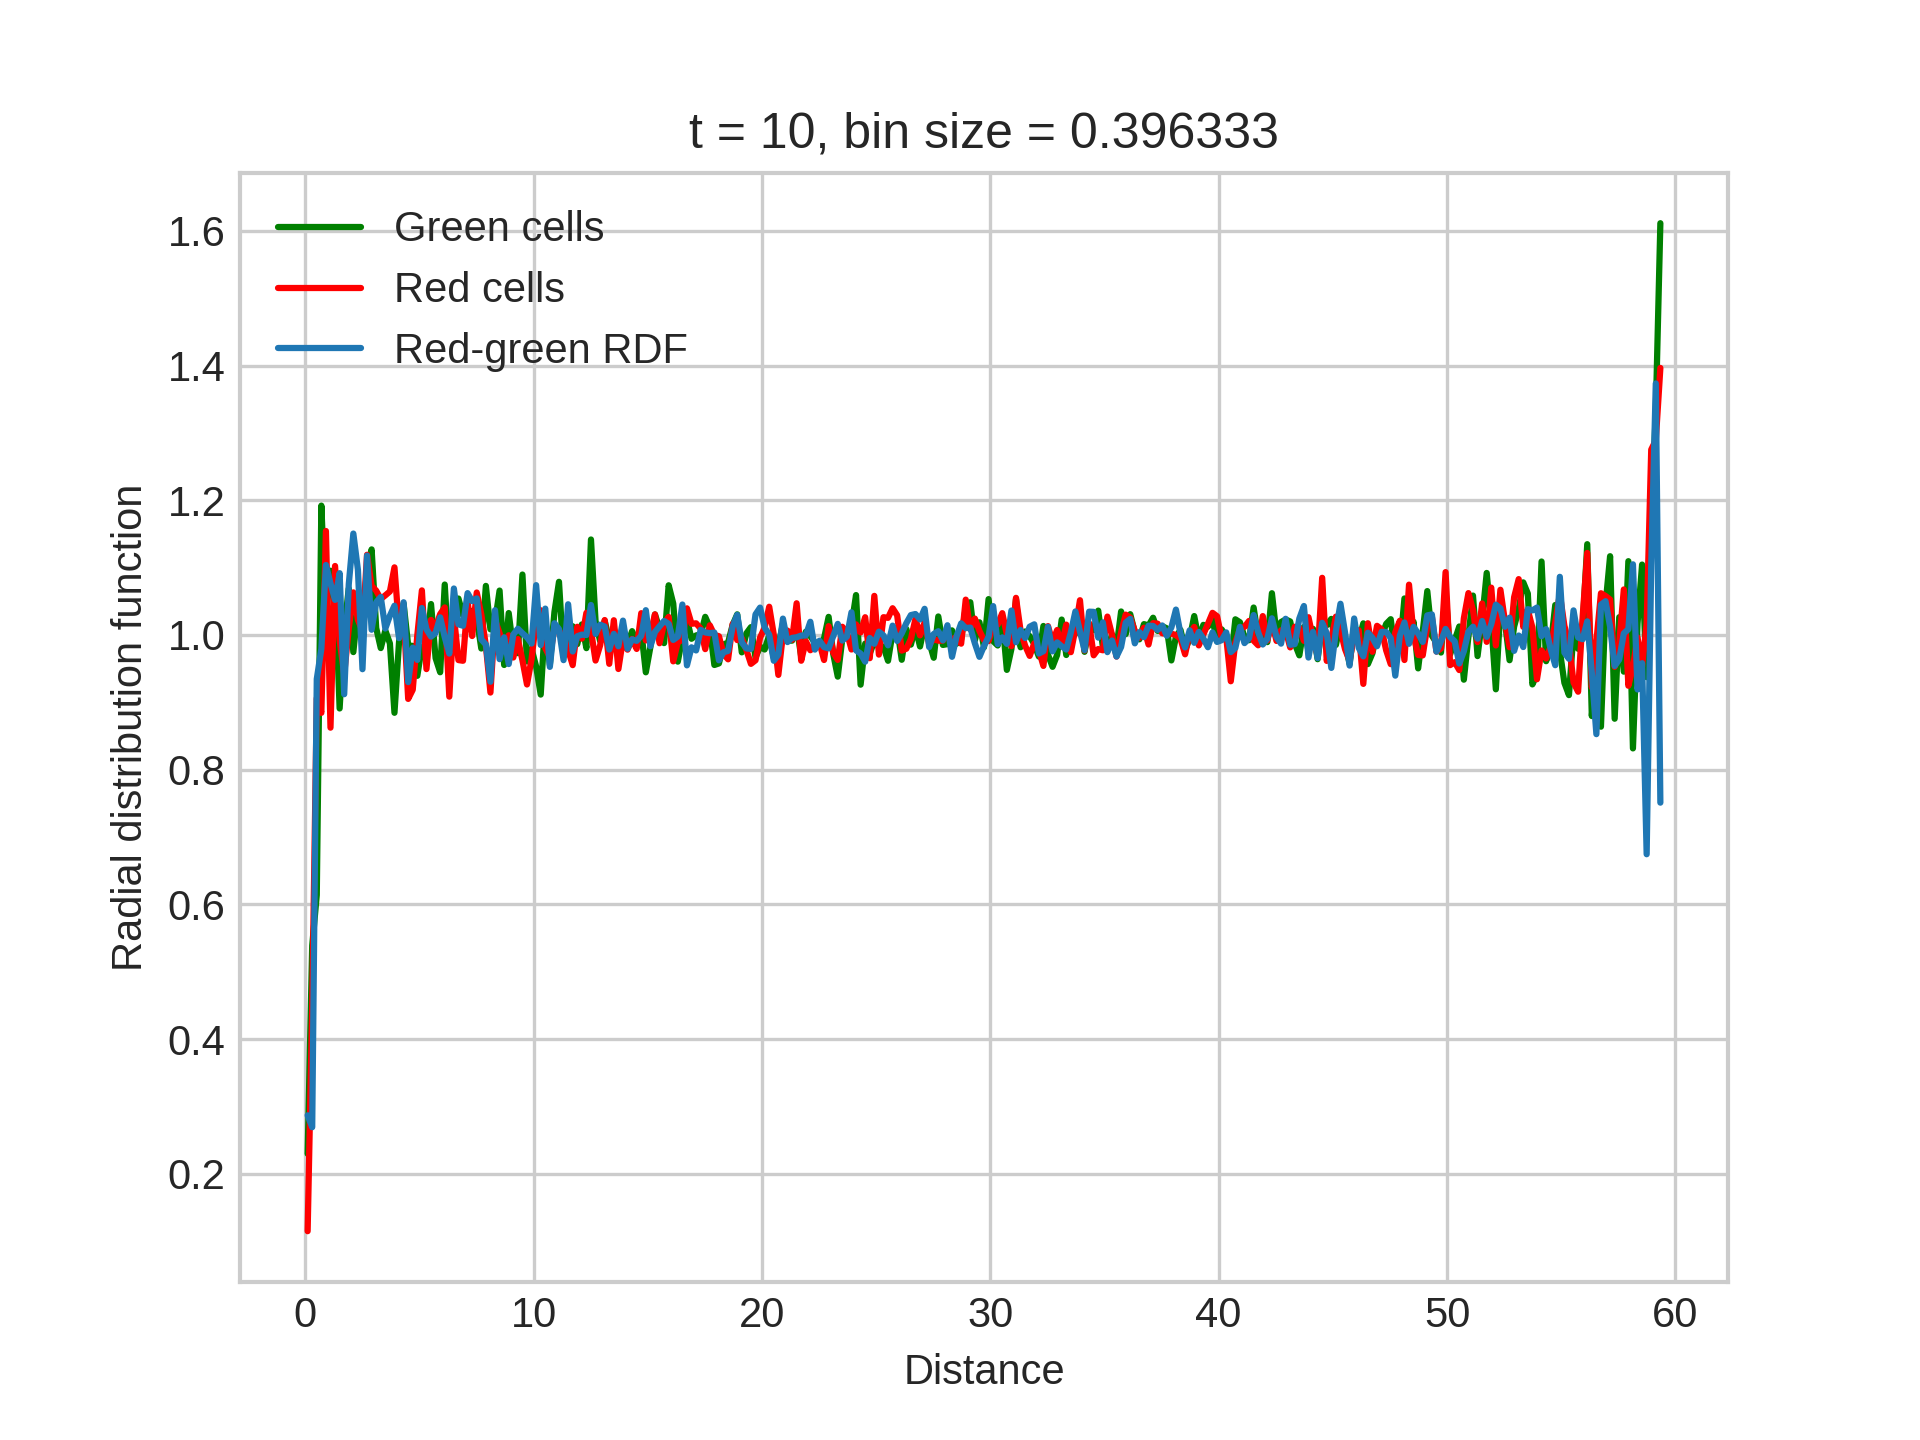 t = 10, bin size = 0.396333
Green cells
Red cells
Red-green RDF
Radial distribution function
1.6
1.4
1.2
1.0
0.8
0.6
0.4
0.2
0 10 20 30 40 50 60
Distance